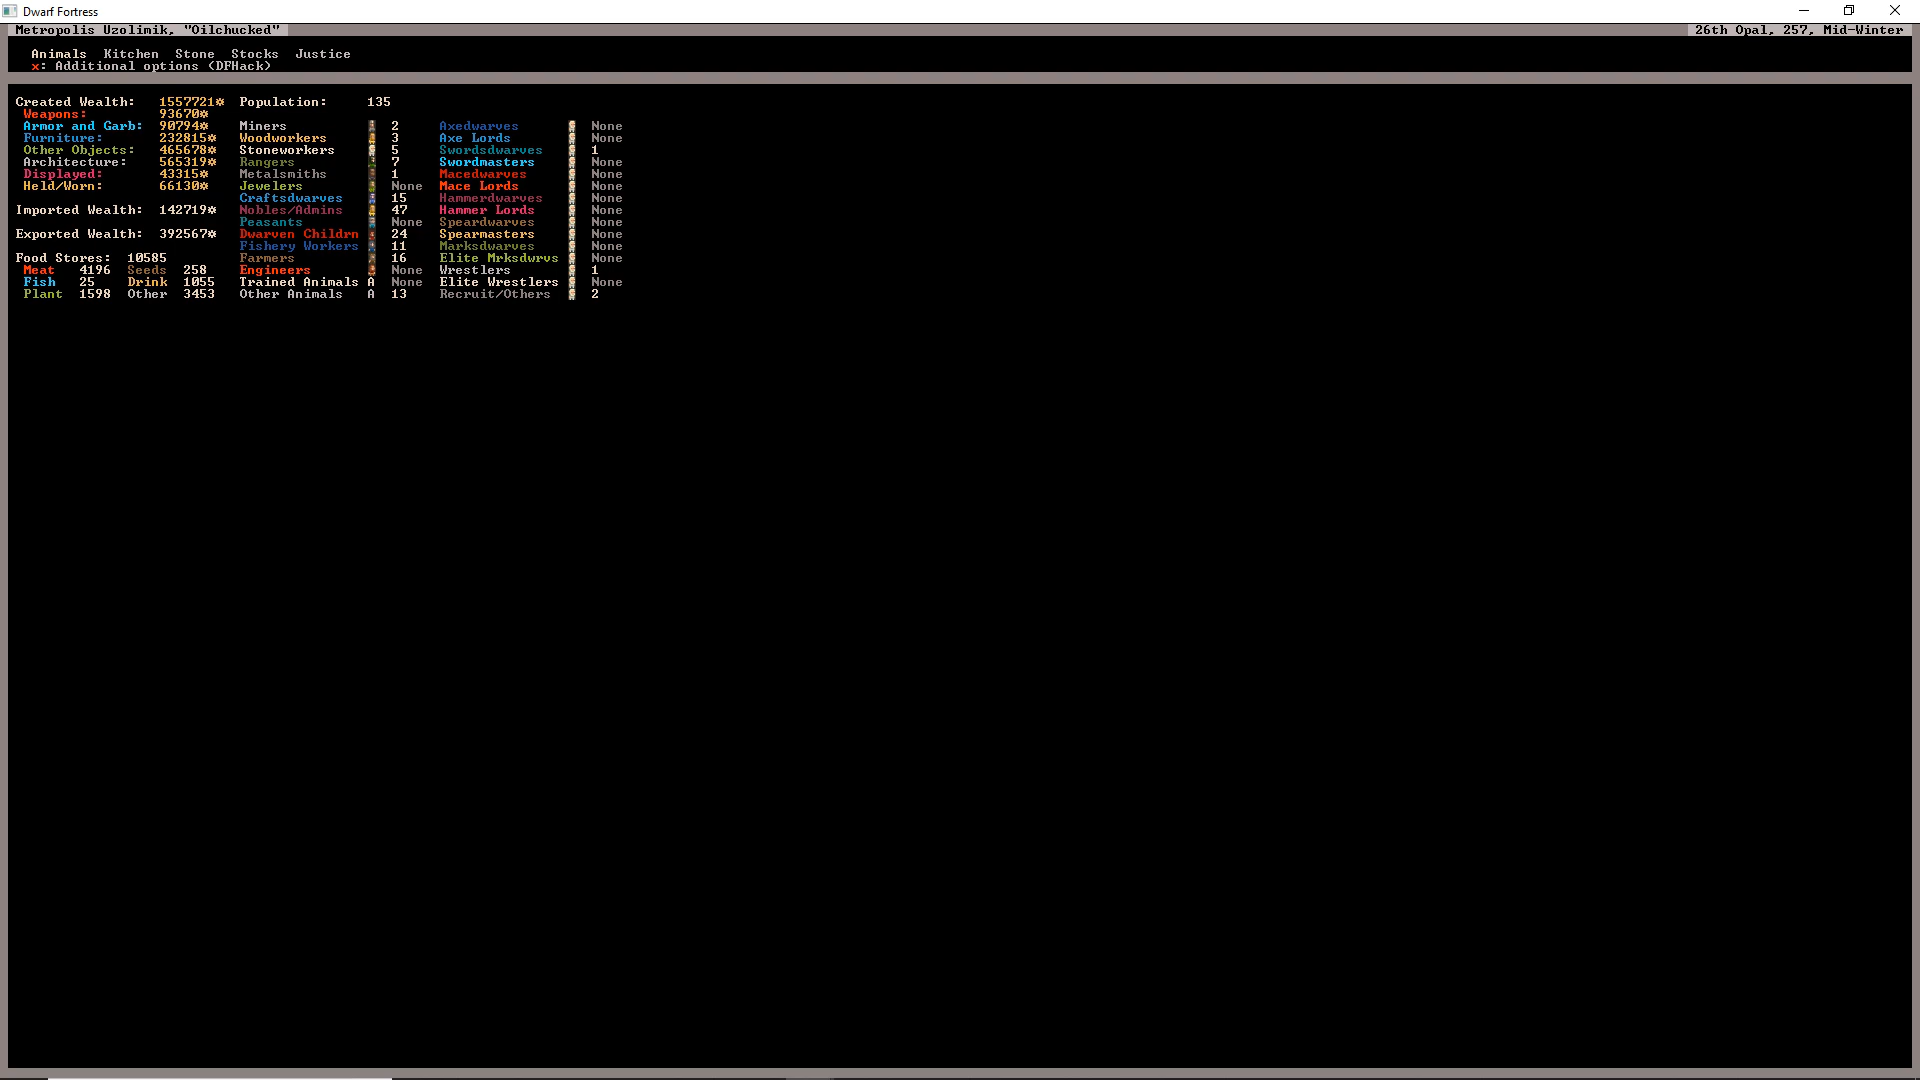 Dwarf Fortress
Metropolis Uzolimik, "Oilchucked" 26th Opal, 257, Mid-Winter
Animals Kitchen Stone Stocks Justice
x: Additional options (DFHack)
Created Wealth: 1557721☼ Population: 135
Weapons: 93670☼
Armor and Garb: 90794☼ Miners 2 Axedwarves None
Furniture: 232815☼ Woodworkers 3 Axe Lords None
Other Objects: 465678☼ Stoneworkers 5 Swordsdwarves 1
Architecture: 565319☼ Rangers 7 Swordmasters None
Displayed: 43315☼ Metalsmiths 1 Macedwarves None
Held/Worn: 66130☼ Jewelers None Mace Lords None
Craftsdwarves 15 Hammerdwarves None
Imported Wealth: 142719☼ Nobles/Admins 47 Hammer Lords None
Peasants None Speardwarves None
Exported Wealth: 392567☼ Dwarven Childrn 24 Spearmasters None
Fishery Workers 11 Marksdwarves None
Food Stores: 10585 Farmers 16 Elite Mrksdwrvs None
Meat 4196 Seeds 258 Engineers None Wrestlers 1
Fish 25 Drink 1055 Trained Animals A None Elite Wrestlers None
Plant 1598 Other 3453 Other Animals A 13 Recruit/Others 2